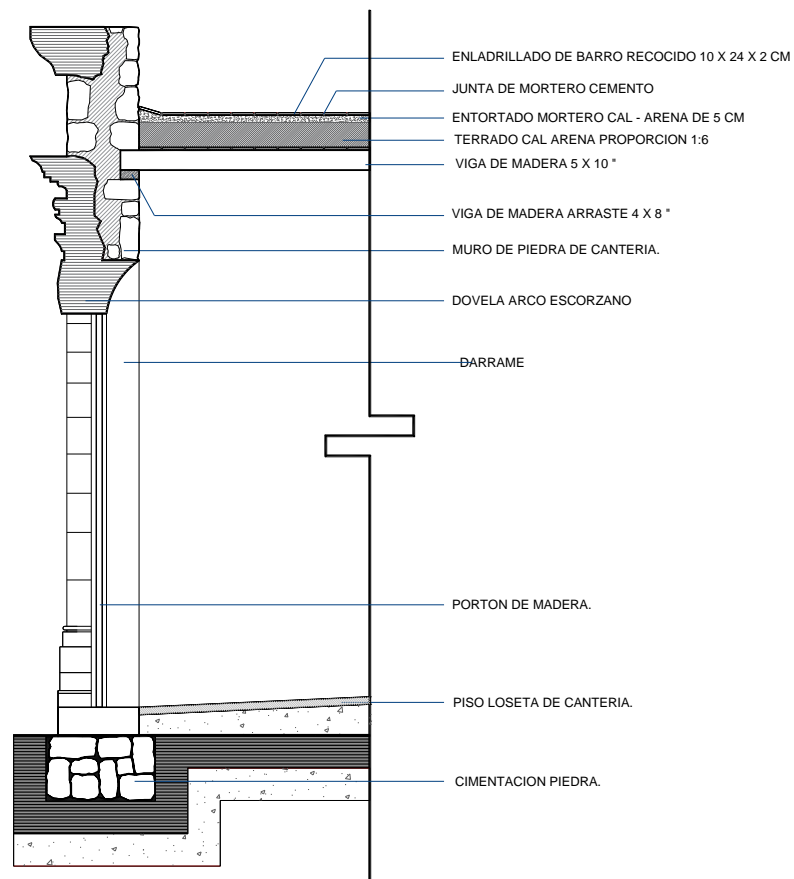 ENLADRILLADO DE BARRO RECOCIDO 10 X 24 X 2 CM
JUNTA DE MORTERO CEMENTO
ENTORTADO MORTERO CAL - ARENA DE 5 CM
TERRADO CAL ARENA PROPORCION 1:6
VIGA DE MADERA 5 X 10 "
VIGA DE MADERA ARRASTE 4 X 8 "
MURO DE PIEDRA DE CANTERIA.
DOVELA ARCO ESCORZANO
DARRAME
PORTON DE MADERA.
PISO LOSETA DE CANTERIA.
CIMENTACION PIEDRA.